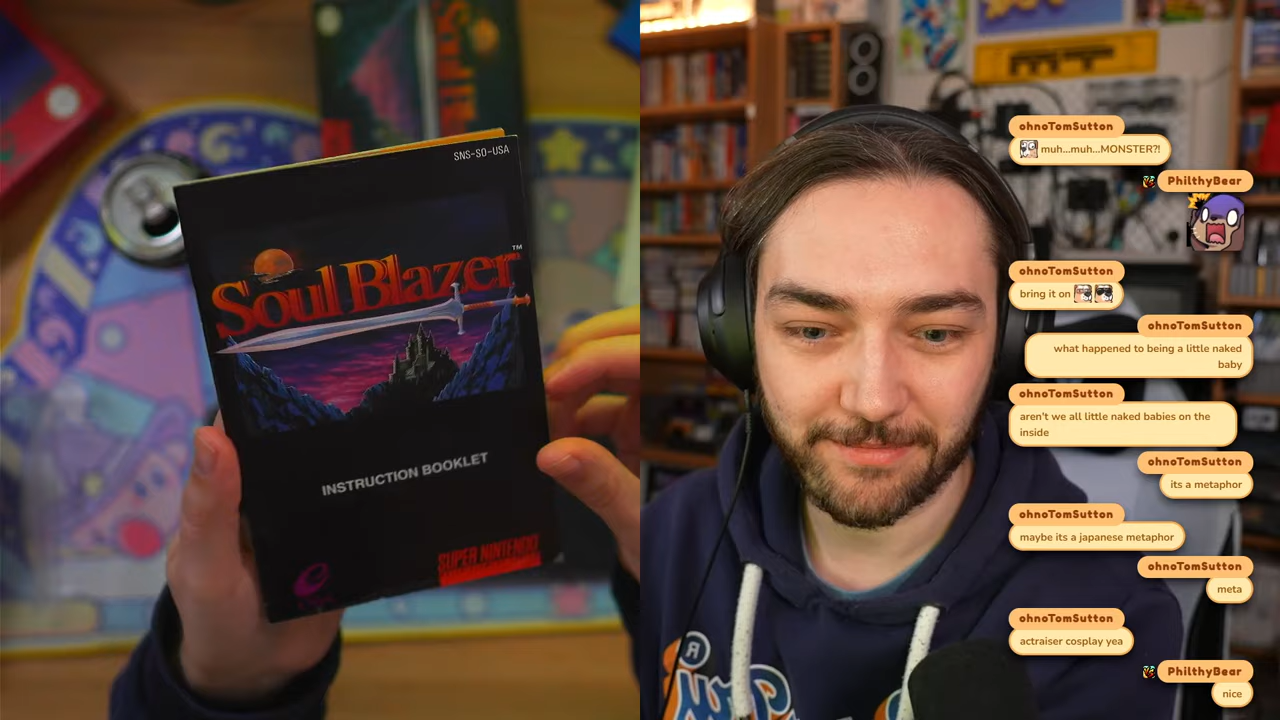 SNS-SO-USA
Soul Blazer™
INSTRUCTION BOOKLET
SUPER NINTENDO
ohnoTomSutton
muh...muh...MONSTER?!
PhilthyBear
ohnoTomSutton
bring it on
ohnoTomSutton
what happened to being a little naked
baby
ohnoTomSutton
aren't we all little naked babies on the
inside
ohnoTomSutton
its a metaphor
ohnoTomSutton
maybe its a japanese metaphor
ohnoTomSutton
meta
ohnoTomSutton
actraiser cosplay yea
PhilthyBear
nice